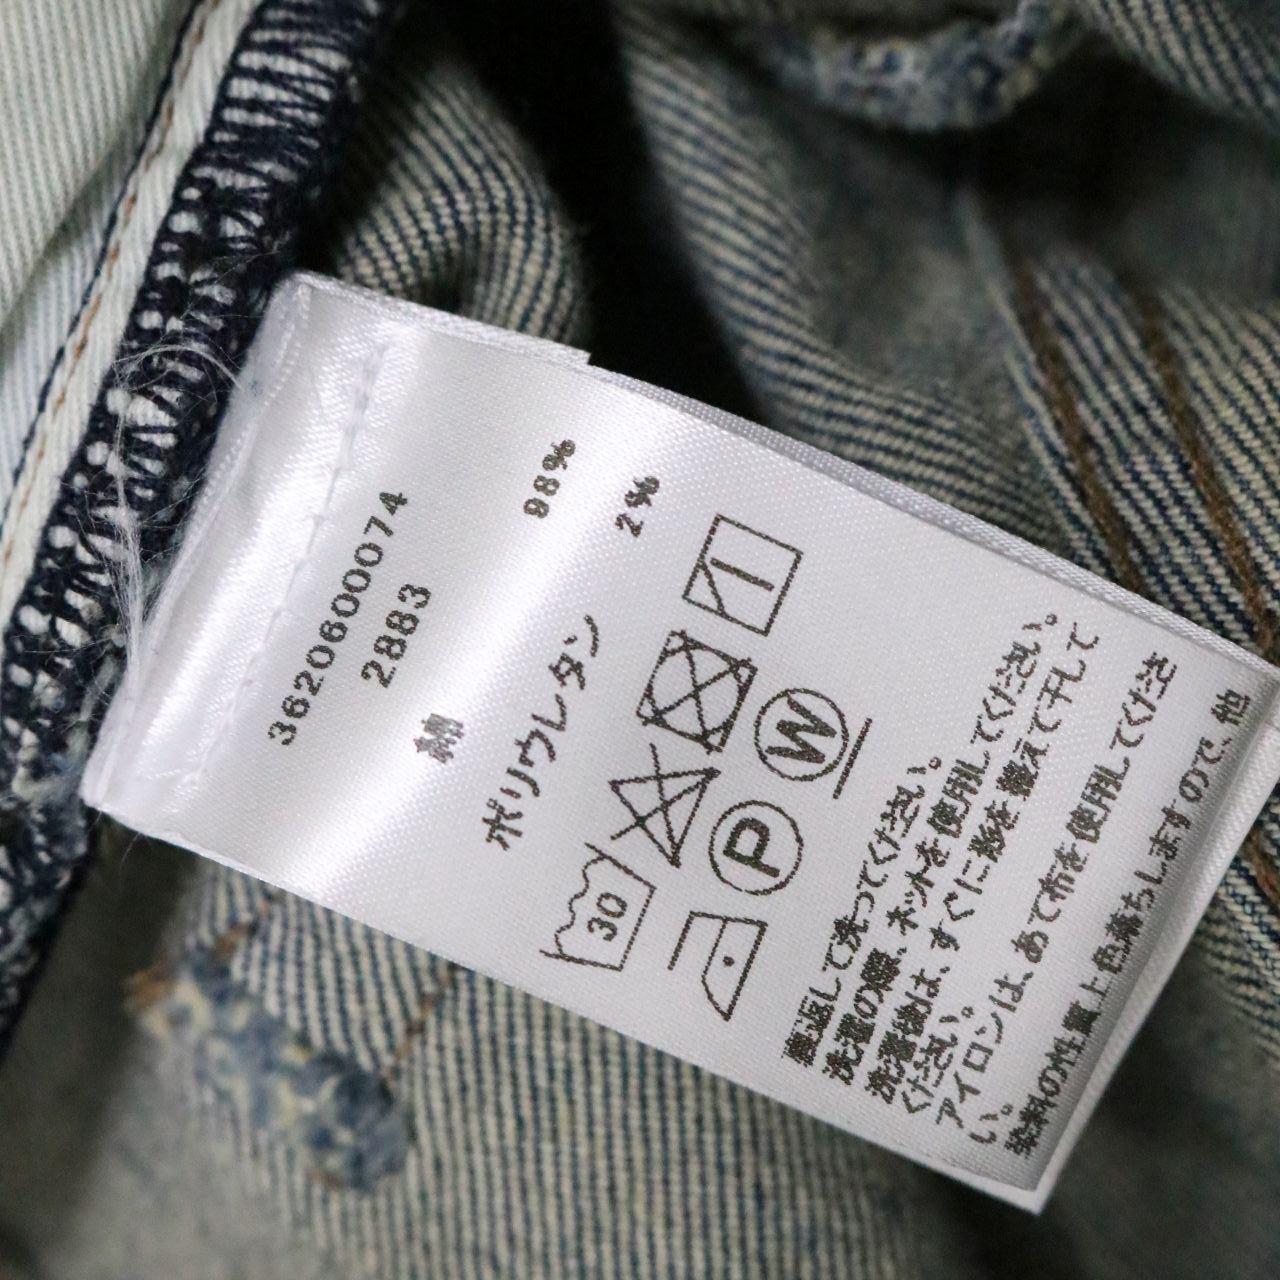 3620600074
2883
綿 98%
ポリウレタン 2%
30
P W
裏返して洗ってください。
洗濯の際、ネットを使用してください。
洗濯後は、すぐに形を整えて干して
ください。
アイロンは、あて布を使用してくださ
い。
染料の性質上色落ちしますので、他